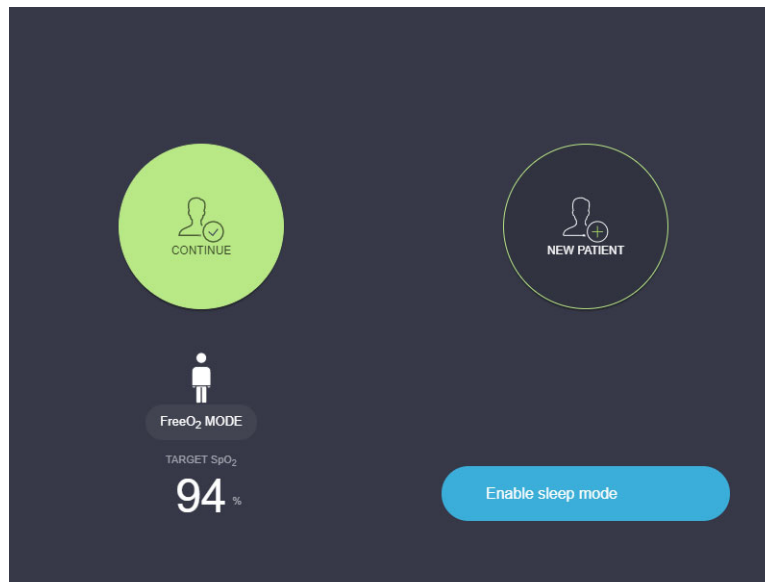 CONTINUE
NEW PATIENT
FreeO₂ MODE
TARGET SpO₂
94 %
Enable sleep mode